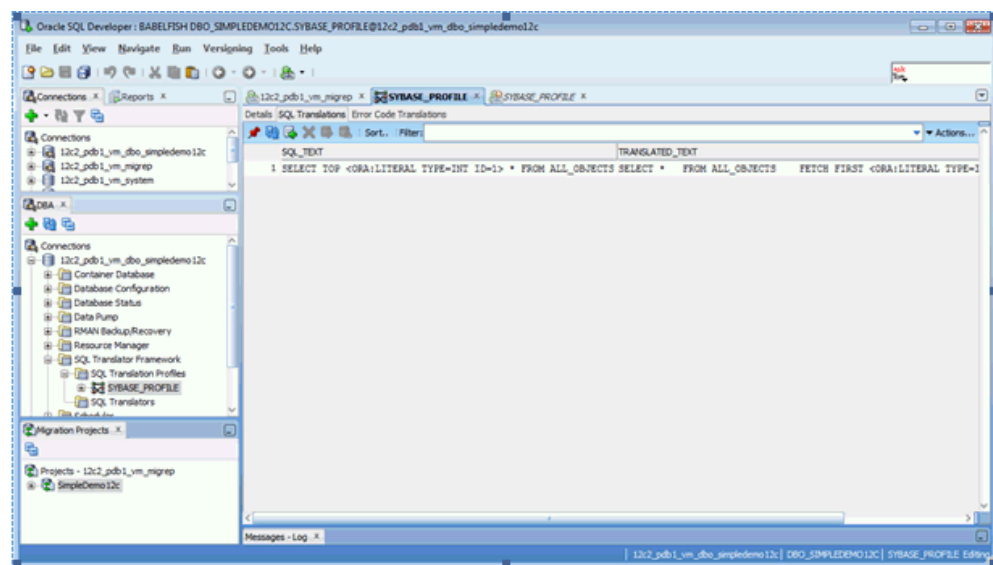 Oracle SQL Developer : BABELFISH DBO_SIMPLEDEMO12C.SYBASE_PROFILE@12c2_pdb1_vm_dbo_simpledemo12c
File Edit View Navigate Run Versioning Tools Help
Connections Reports
12c2_pdb1_vm_migrep SYBASE_PROFILE SYBASE_PROFILE
Details SQL Translations Error Code Translations
Sort.. Filter: Actions...
Connections
12c2_pdb1_vm_dbo_simpledemo12c
12c2_pdb1_vm_migrep
12c2_pdb1_vm_system
SQL_TEXT TRANSLATED_TEXT
1 SELECT TOP <ORA:LITERAL TYPE=INT ID=1> * FROM ALL_OBJECTS SELECT * FROM ALL_OBJECTS FETCH FIRST <ORA:LITERAL TYPE=I
DBA
Connections
12c2_pdb1_vm_dbo_simpledemo12c
Container Database
Database Configuration
Database Status
Data Pump
RMAN Backup/Recovery
Resource Manager
SQL Translator Framework
SQL Translation Profiles
SYBASE_PROFILE
SQL Translators
Scheduler
Migration Projects
Projects - 12c2_pdb1_vm_migrep
SimpleDemo12c
Messages - Log
12c2_pdb1_vm_dbo_simpledemo12c | DBO_SIMPLEDEMO12C | SYBASE_PROFILE Editing